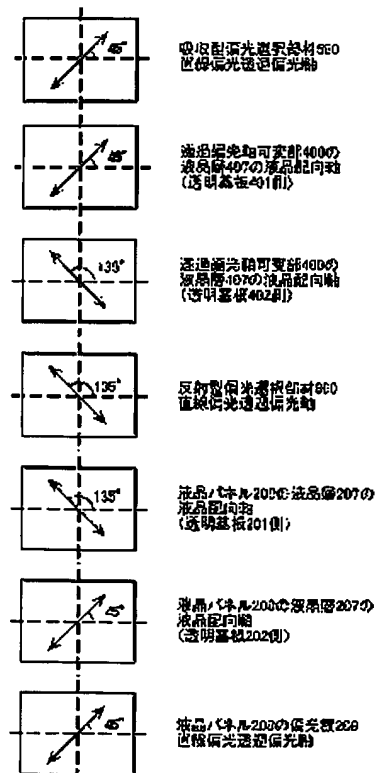 45°
吸収型偏光選択部材500
直線偏光透過偏光軸
45°
透過偏光軸可変部400の
液晶層407の液晶配向軸
(透明基板401側)
135°
透過偏光軸可変部400の
液晶層407の液晶配向軸
(透明基板402側)
135°
反射型偏光選択部材300
直線偏光透過偏光軸
135°
液晶パネル200の液晶層207の
液晶配向軸
(透明基板201側)
45°
液晶パネル200の液晶層207の
液晶配向軸
(透明基板202側)
45°
液晶パネル200の偏光板
直線偏光透過偏光軸